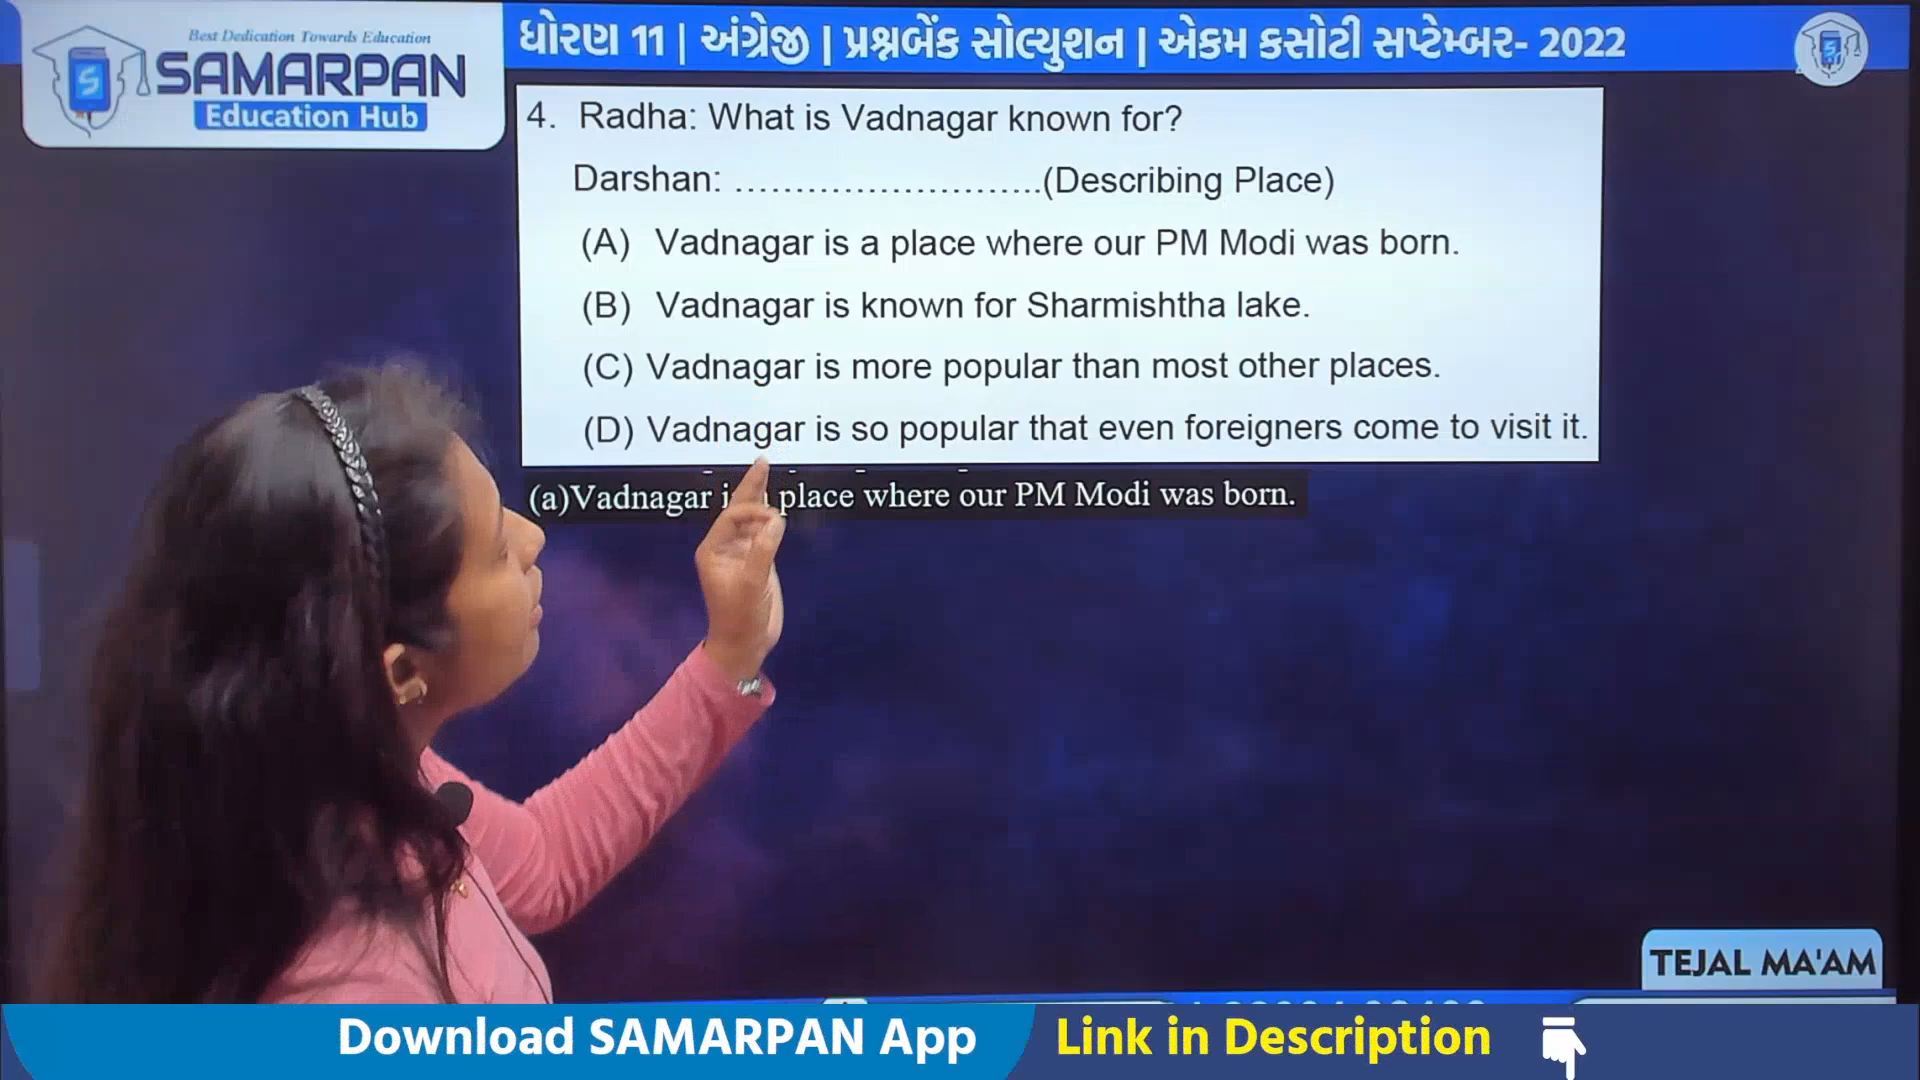 Best Dedication Towards Education
SAMARPAN
Education Hub
ધોરણ 11 | અંગ્રેજી | પ્રશ્નબેંક સોલ્યુશન | એકમ કસોટી સપ્ટેમ્બર- 2022
4. Radha: What is Vadnagar known for?
Darshan: ..........................(Describing Place)
(A) Vadnagar is a place where our PM Modi was born.
(B) Vadnagar is known for Sharmishtha lake.
(C) Vadnagar is more popular than most other places.
(D) Vadnagar is so popular that even foreigners come to visit it.
(a)Vadnagar place where our PM Modi was born.
TEJAL MA'AM
Download SAMARPAN App
Link in Description